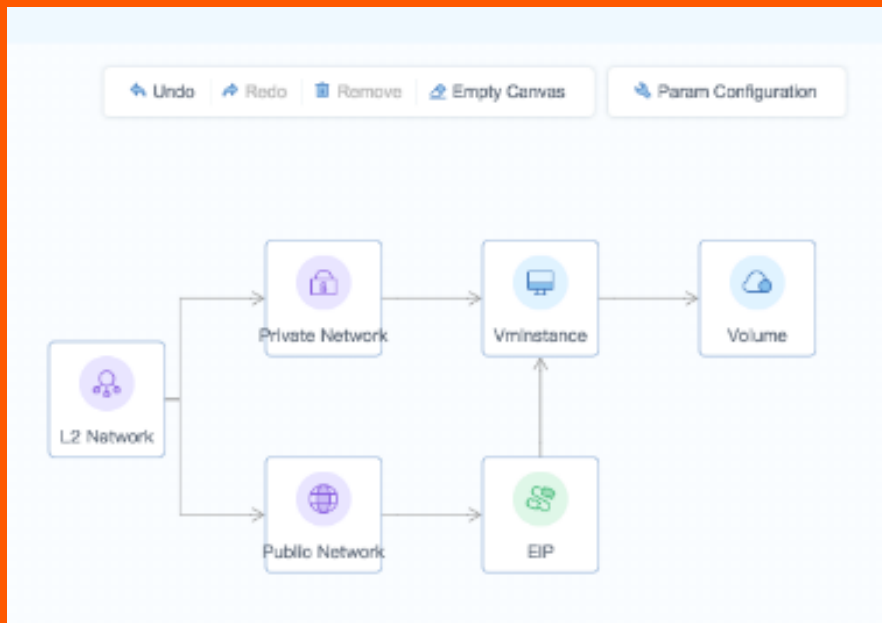 Undo Redo Remove Empty Canvas Param Configuration
Private Network VmInstance Volume
L2 Network
Public Network EIP